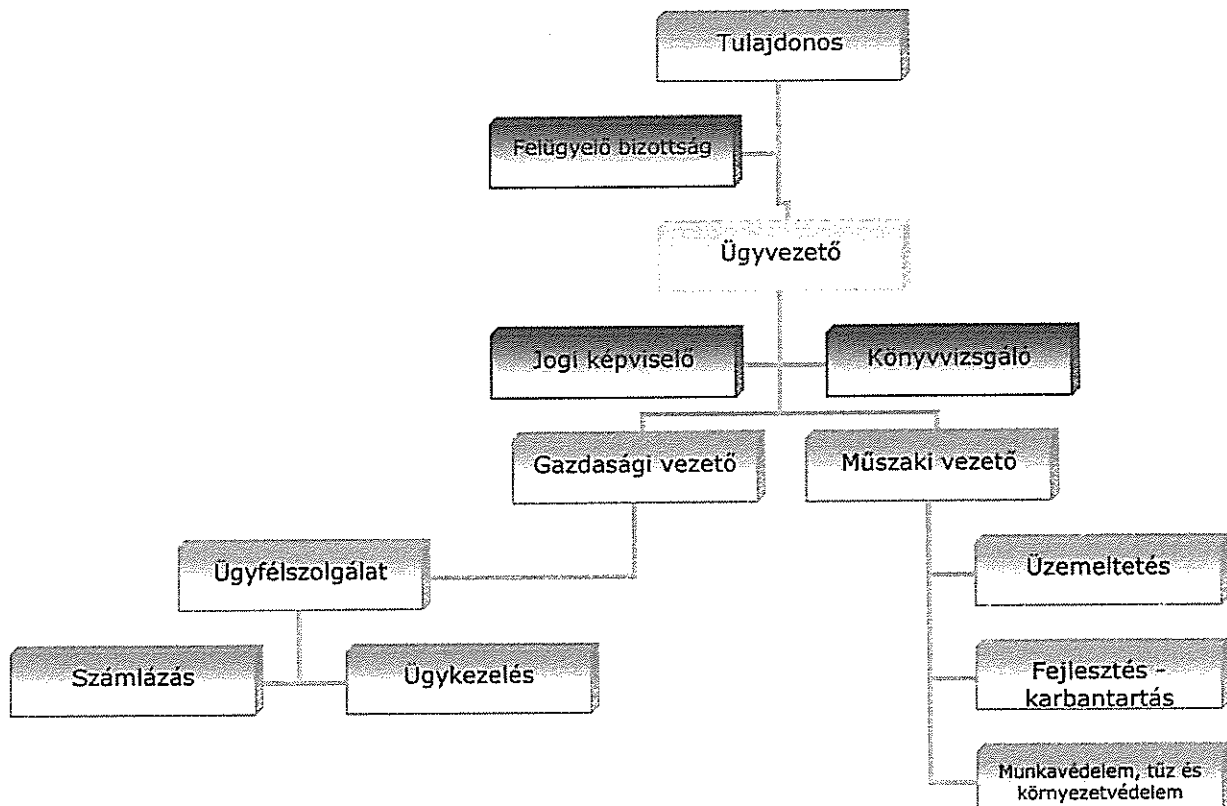 Tulajdonos
Felügyelő bizottság
Ügyvezető
Jogi képviselő
Könyvvizsgáló
Gazdasági vezető
Műszaki vezető
Ügyfélszolgálat
Üzemeltetés
Számlázás
Ügykezelés
Fejlesztés -
karbantartás
Munkavédelem, tűz és
környezetvédelem